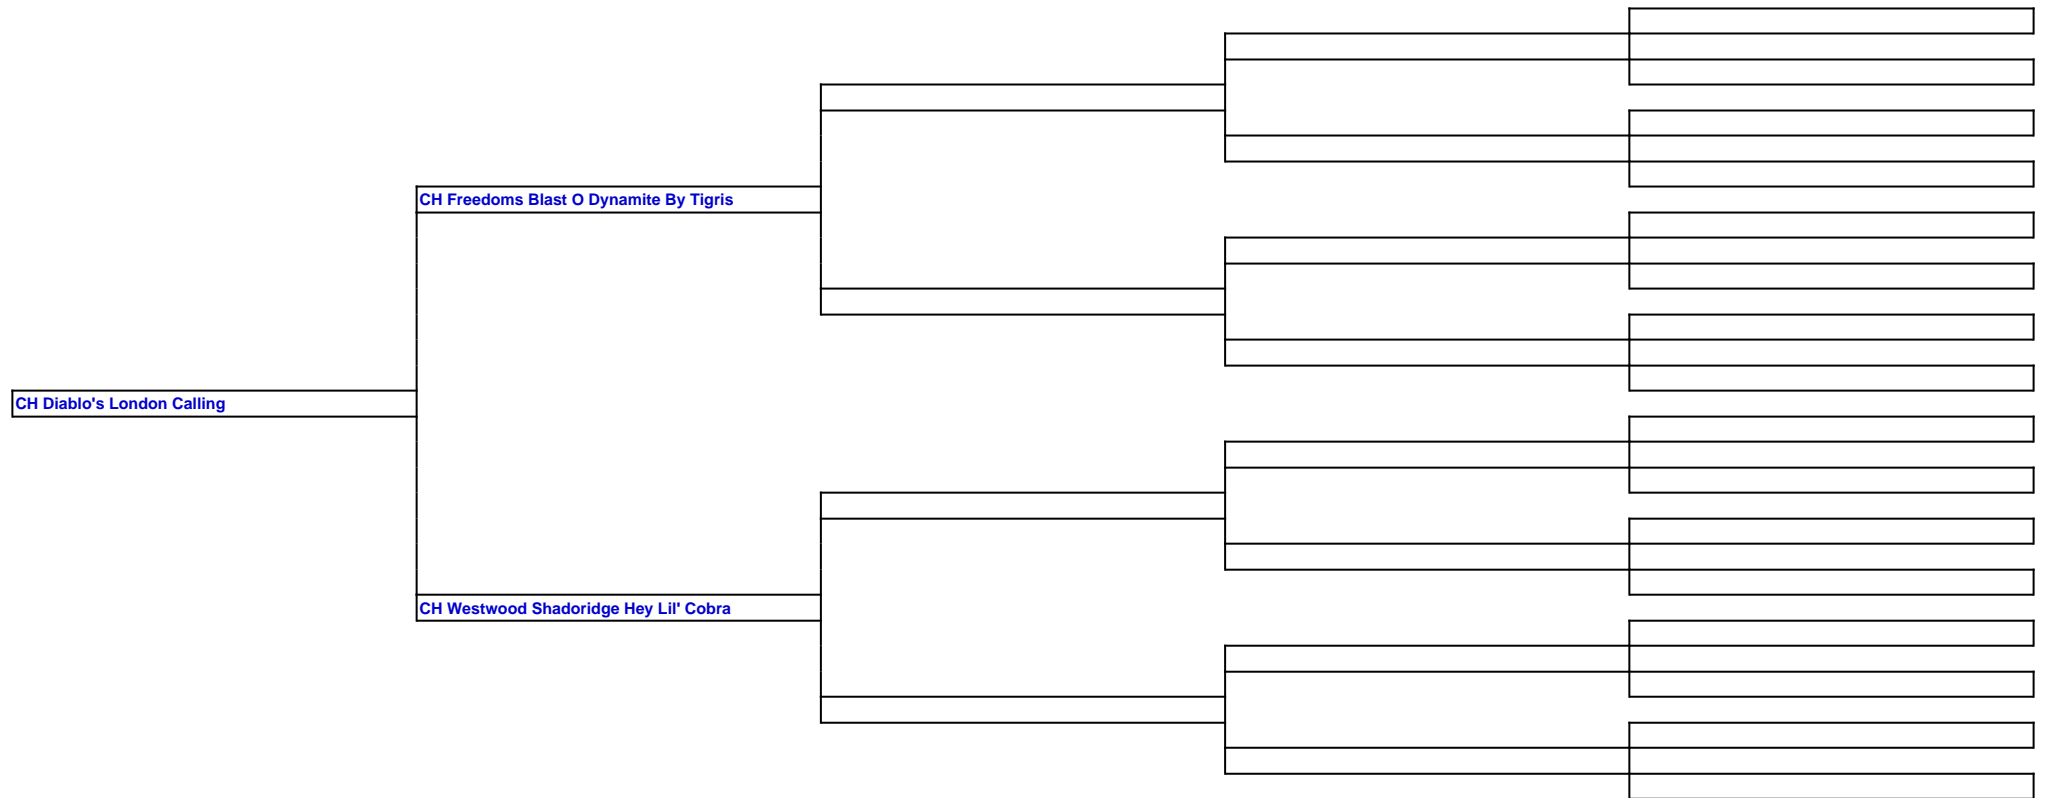 CH Freedoms Blast O Dynamite By Tigris
CH Diablo's London Calling
CH Westwood Shadoridge Hey Lil' Cobra